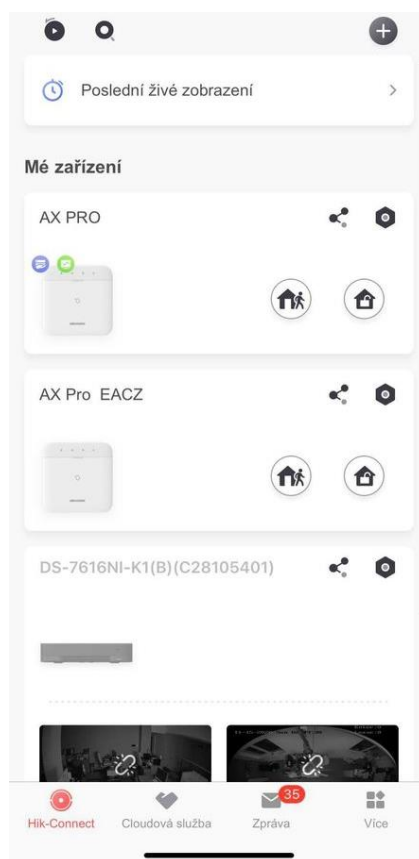 Poslední živé zobrazení
Mé zařízení
AX PRO
AX Pro EACZ
DS-7616NI-K1(B)(C28105401)
35
Hik-Connect Cloudová služba Zpráva Více